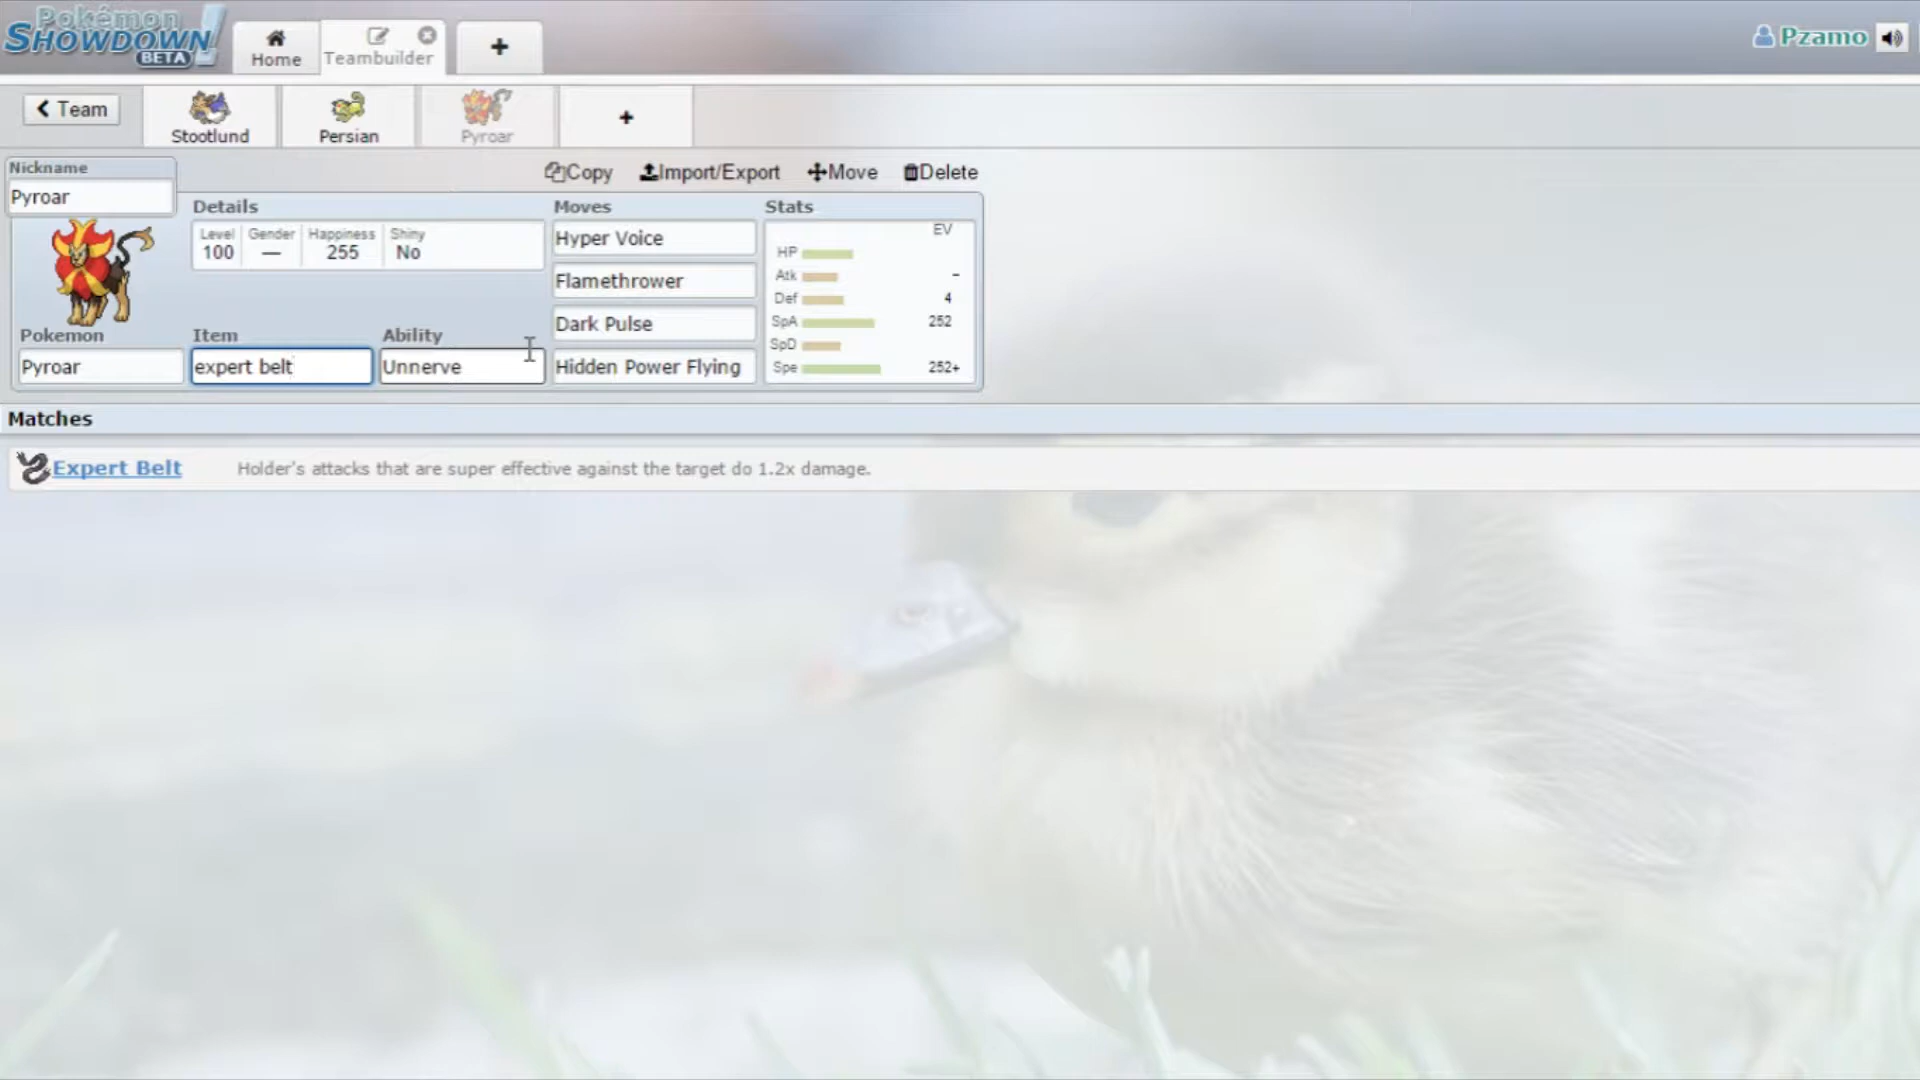 Pokémon
SHOWDOWN!
BETA
Home
Teambuilder
+
Pzamo
Team
Stootlund
Persian
Pyroar
+
Copy
Import/Export
Move
Delete
Nickname
Pyroar
Details
Level Gender Happiness Shiny
100 — 255 No
Moves
Hyper Voice
Flamethrower
Dark Pulse
Hidden Power Flying
Stats
EV
HP
Atk –
Def 4
SpA 252
SpD
Spe 252+
Pokemon
Pyroar
Item
expert belt
Ability
Unnerve
Matches
Expert Belt Holder's attacks that are super effective against the target do 1.2x damage.